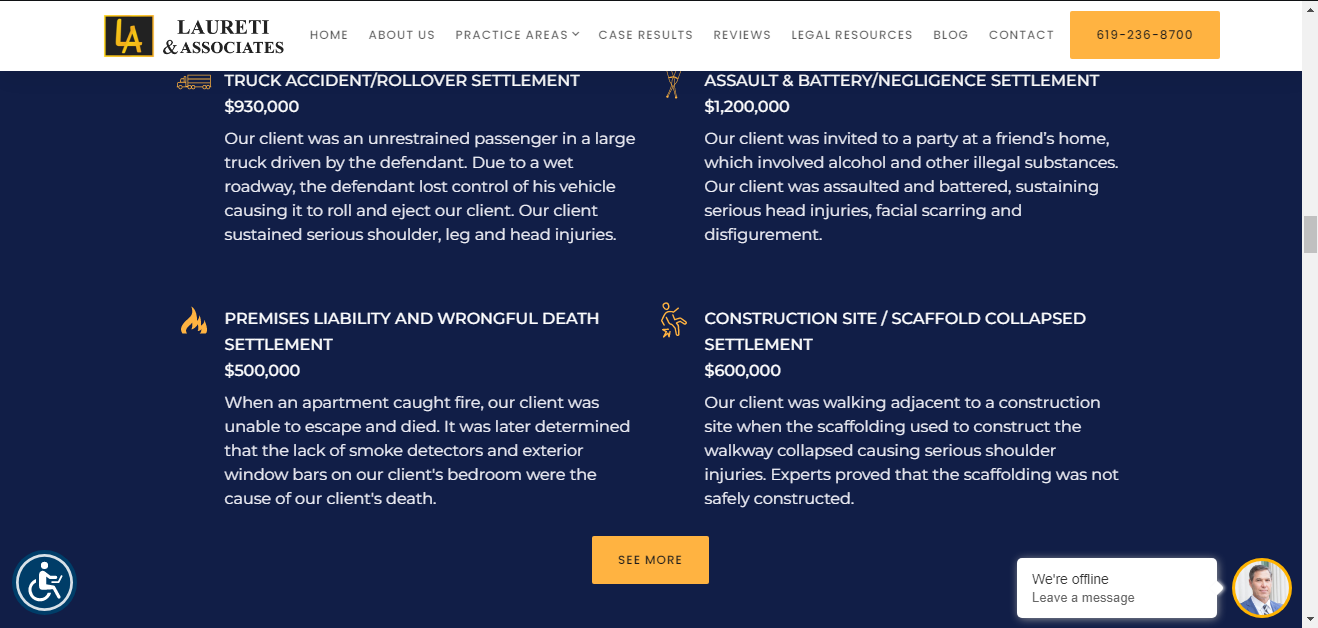 LA
LAURETI
& ASSOCIATES
HOME
ABOUT US
PRACTICE AREAS
CASE RESULTS
REVIEWS
LEGAL RESOURCES
BLOG
CONTACT
619-236-8700
TRUCK ACCIDENT/ROLLOVER SETTLEMENT
$930,000
Our client was an unrestrained passenger in a large
truck driven by the defendant. Due to a wet
roadway, the defendant lost control of his vehicle
causing it to roll and eject our client. Our client
sustained serious shoulder, leg and head injuries.
ASSAULT & BATTERY/NEGLIGENCE SETTLEMENT
$1,200,000
Our client was invited to a party at a friend’s home,
which involved alcohol and other illegal substances.
Our client was assaulted and battered, sustaining
serious head injuries, facial scarring and
disfigurement.
PREMISES LIABILITY AND WRONGFUL DEATH
SETTLEMENT
$500,000
When an apartment caught fire, our client was
unable to escape and died. It was later determined
that the lack of smoke detectors and exterior
window bars on our client's bedroom were the
cause of our client's death.
CONSTRUCTION SITE / SCAFFOLD COLLAPSED
SETTLEMENT
$600,000
Our client was walking adjacent to a construction
site when the scaffolding used to construct the
walkway collapsed causing serious shoulder
injuries. Experts proved that the scaffolding was not
safely constructed.
SEE MORE
We're offline
Leave a message